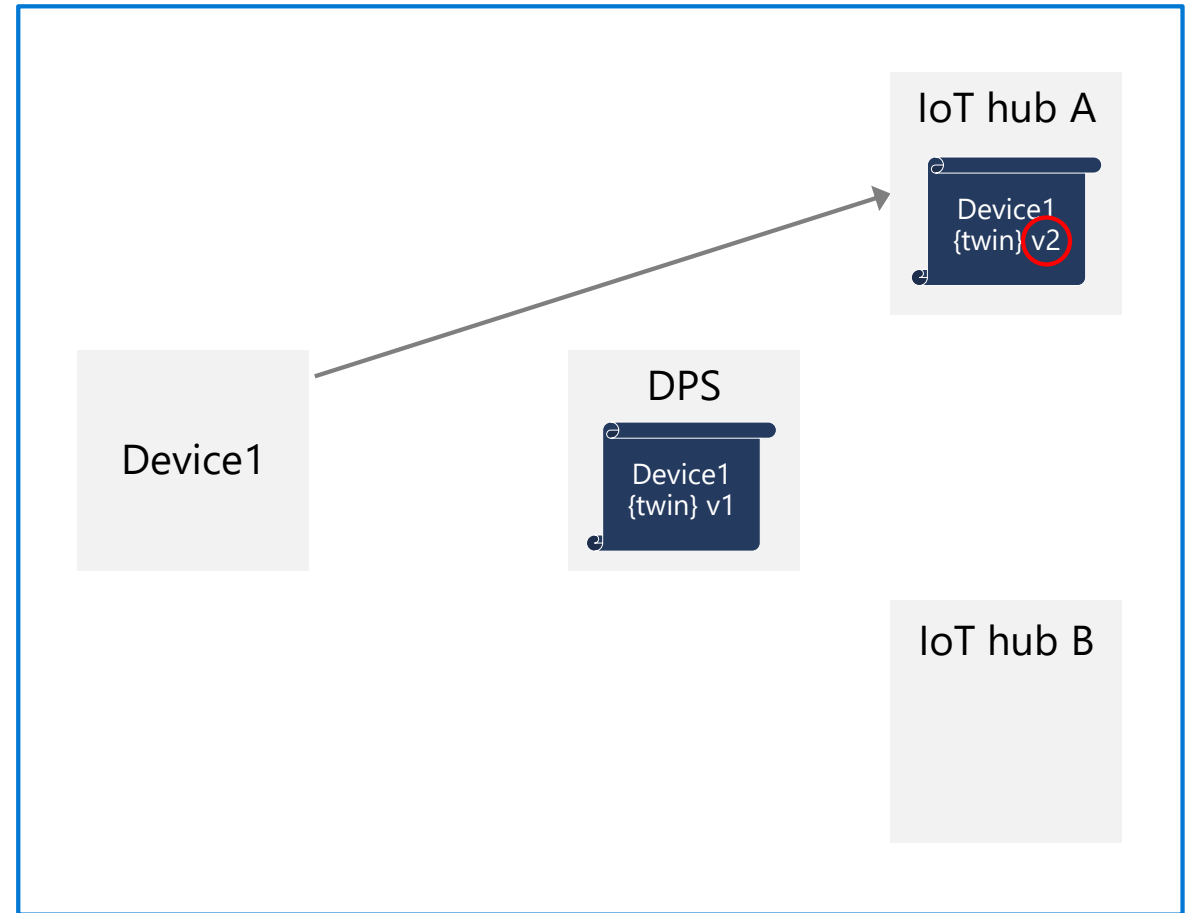 IoT hub A
Device1
{twin} v2
DPS
Device1
{twin} v1
Device1
IoT hub B